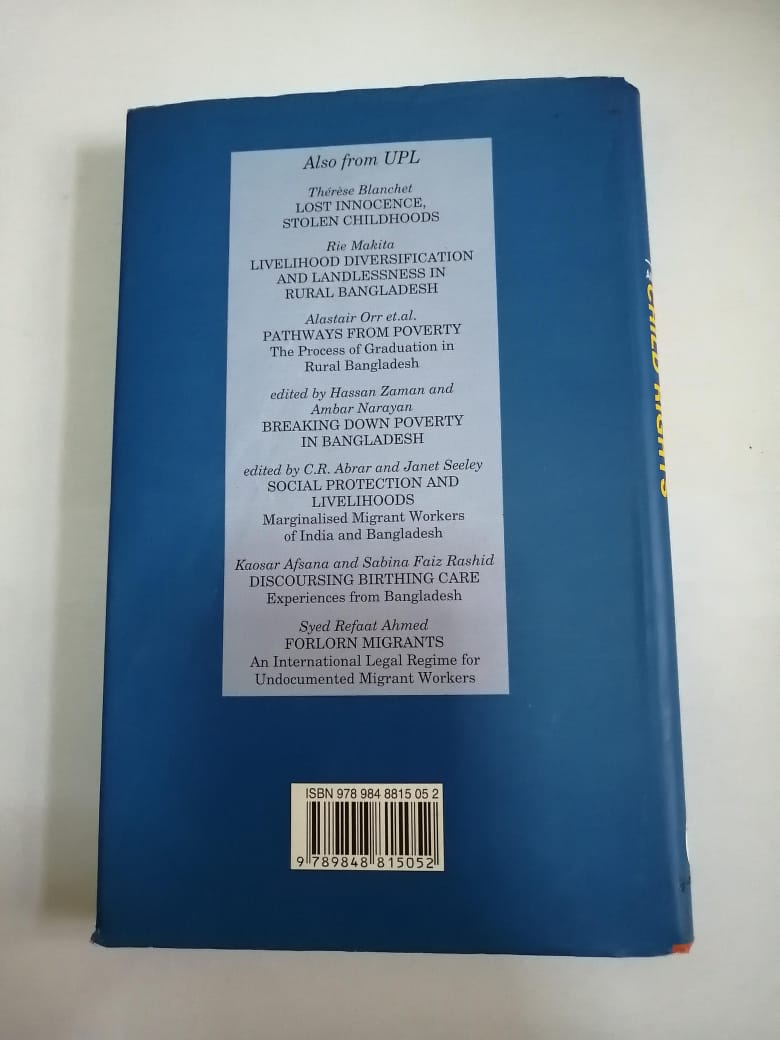 Also from UPL
Thérèse Blanchet
LOST INNOCENCE,
STOLEN CHILDHOODS
Rie Makita
LIVELIHOOD DIVERSIFICATION
AND LANDLESSNESS IN
RURAL BANGLADESH
Alastair Orr et.al.
PATHWAYS FROM POVERTY
The Process of Graduation in
Rural Bangladesh
edited by Hassan Zaman and
Ambar Narayan
BREAKING DOWN POVERTY
IN BANGLADESH
edited by C.R. Abrar and Janet Seeley
SOCIAL PROTECTION AND
LIVELIHOODS
Marginalised Migrant Workers
of India and Bangladesh
Kaosar Afsana and Sabina Faiz Rashid
DISCOURSING BIRTHING CARE
Experiences from Bangladesh
Syed Refaat Ahmed
FORLORN MIGRANTS
An International Legal Regime for
Undocumented Migrant Workers
ISBN 978 984 8815 05 2
9 789848 815052
CHILD RIGHTS